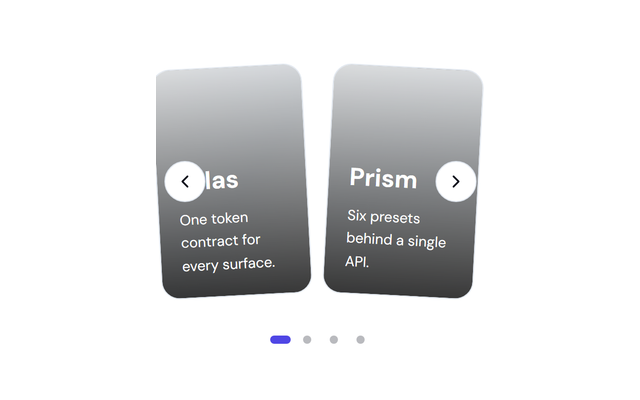 las
One token
contract for
every surface.
Prism
Six presets
behind a single
API.